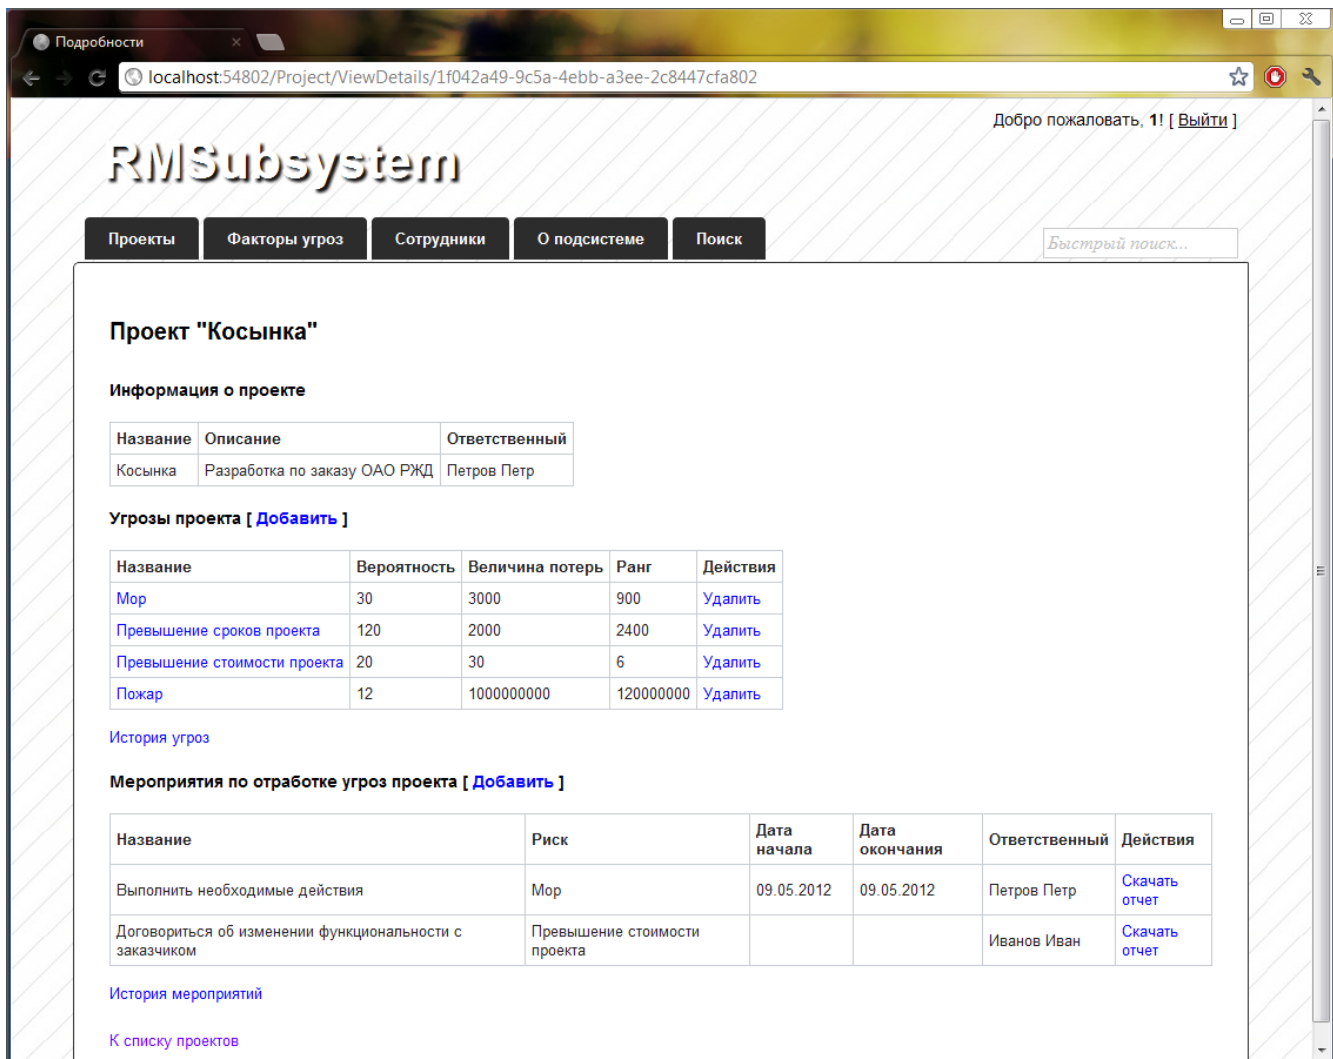 Подробности
localhost:54802/Project/ViewDetails/1f042a49-9c5a-4ebb-a3ee-2c8447cfa802
Добро пожаловать, 1! [ Выйти ]
RMSubsystem
Проекты Факторы угроз Сотрудники О подсистеме Поиск Быстрый поиск...
Проект "Косынка"
Информация о проекте
Название Описание Ответственный
Косынка Разработка по заказу ОАО РЖД Петров Петр
Угрозы проекта [ Добавить ]
Название Вероятность Величина потерь Ранг Действия
Мор 30 3000 900 Удалить
Превышение сроков проекта 120 2000 2400 Удалить
Превышение стоимости проекта 20 30 6 Удалить
Пожар 12 1000000000 120000000 Удалить
История угроз
Мероприятия по отработке угроз проекта [ Добавить ]
Название Риск Дата начала Дата окончания Ответственный Действия
Выполнить необходимые действия Мор 09.05.2012 09.05.2012 Петров Петр Скачать отчет
Договориться об изменении функциональности с заказчиком Превышение стоимости проекта Иванов Иван Скачать отчет
История мероприятий
К списку проектов